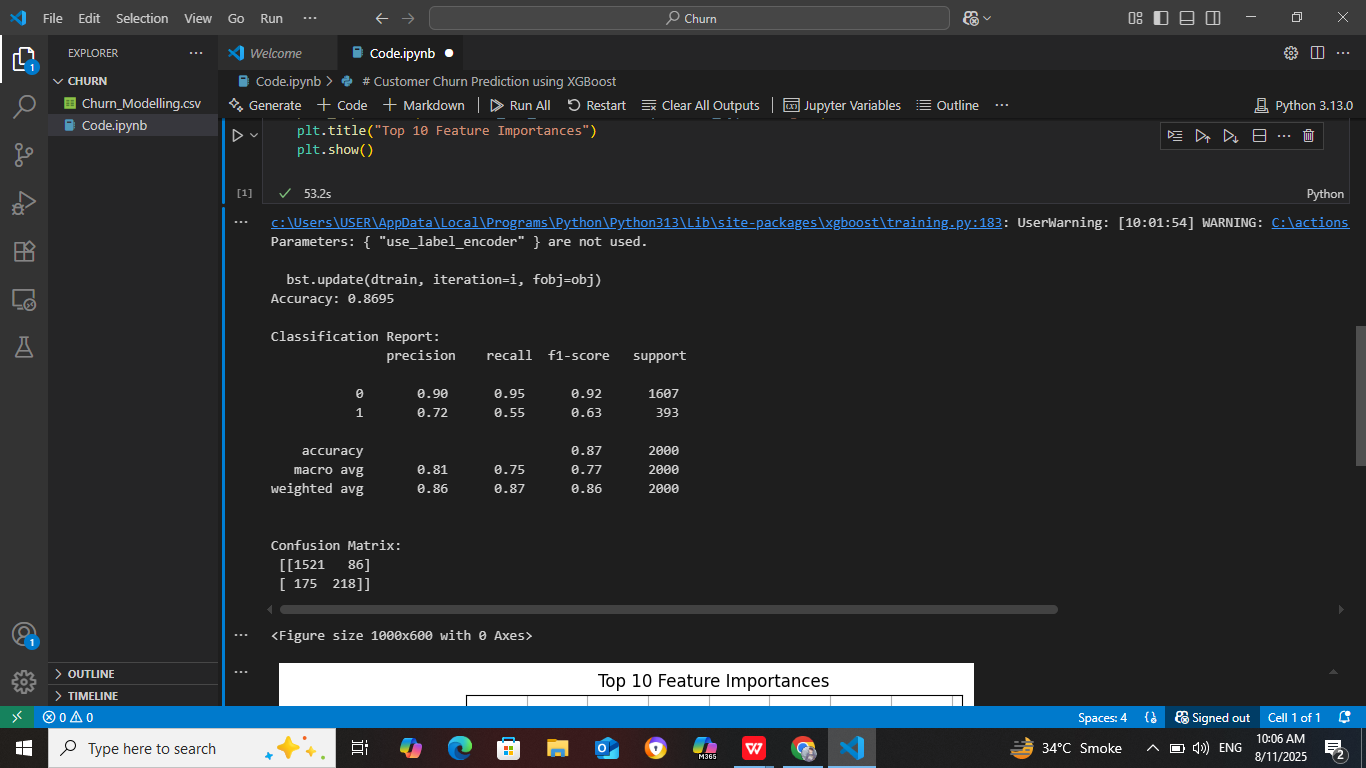 File Edit Selection View Go Run ··· Churn
EXPLORER ···
CHURN
Churn_Modelling.csv
Code.ipynb
Welcome Code.ipynb
Code.ipynb > # Customer Churn Prediction using XGBoost
Generate + Code + Markdown Run All Restart Clear All Outputs Jupyter Variables Outline ··· Python 3.13.0
plt.title("Top 10 Feature Importances")
plt.show()
[1] 53.2s Python
c:\Users\USER\AppData\Local\Programs\Python\Python313\Lib\site-packages\xgboost\training.py:183: UserWarning: [10:01:54] WARNING: C:\actions
Parameters: { "use_label_encoder" } are not used.
bst.update(dtrain, iteration=i, fobj=obj)
Accuracy: 0.8695
Classification Report:
precision recall f1-score support
0 0.90 0.95 0.92 1607
1 0.72 0.55 0.63 393
accuracy 0.87 2000
macro avg 0.81 0.75 0.77 2000
weighted avg 0.86 0.87 0.86 2000
Confusion Matrix:
[[1521 86]
[ 175 218]]
<Figure size 1000x600 with 0 Axes>
Top 10 Feature Importances
1
1
OUTLINE
TIMELINE
0 0 Spaces: 4 Signed out Cell 1 of 1
Type here to search M365 34°C Smoke ENG 10:06 AM
8/11/2025 2